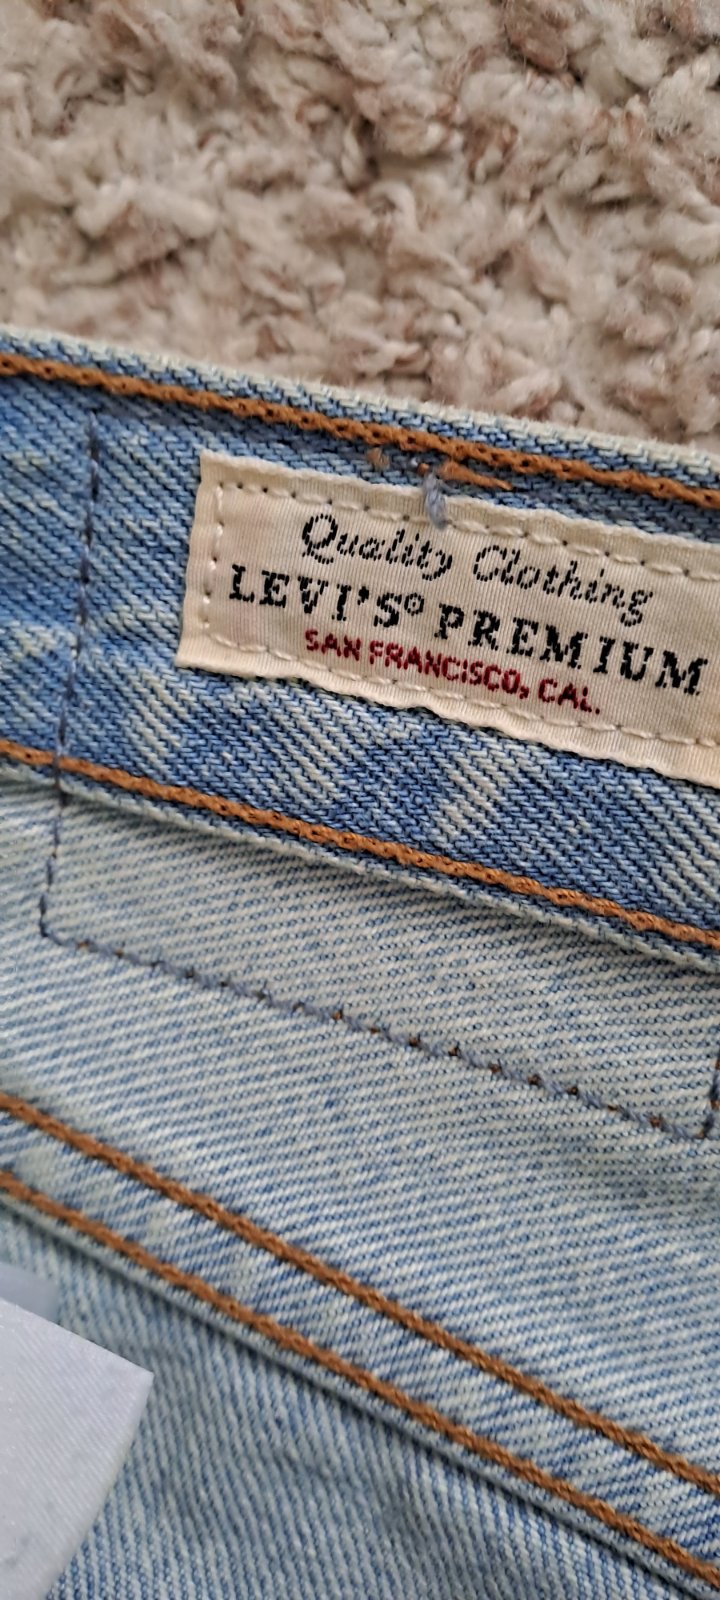 Quality Clothing
LEVI'S® PREMIUM
SAN FRANCISCO, CAL.